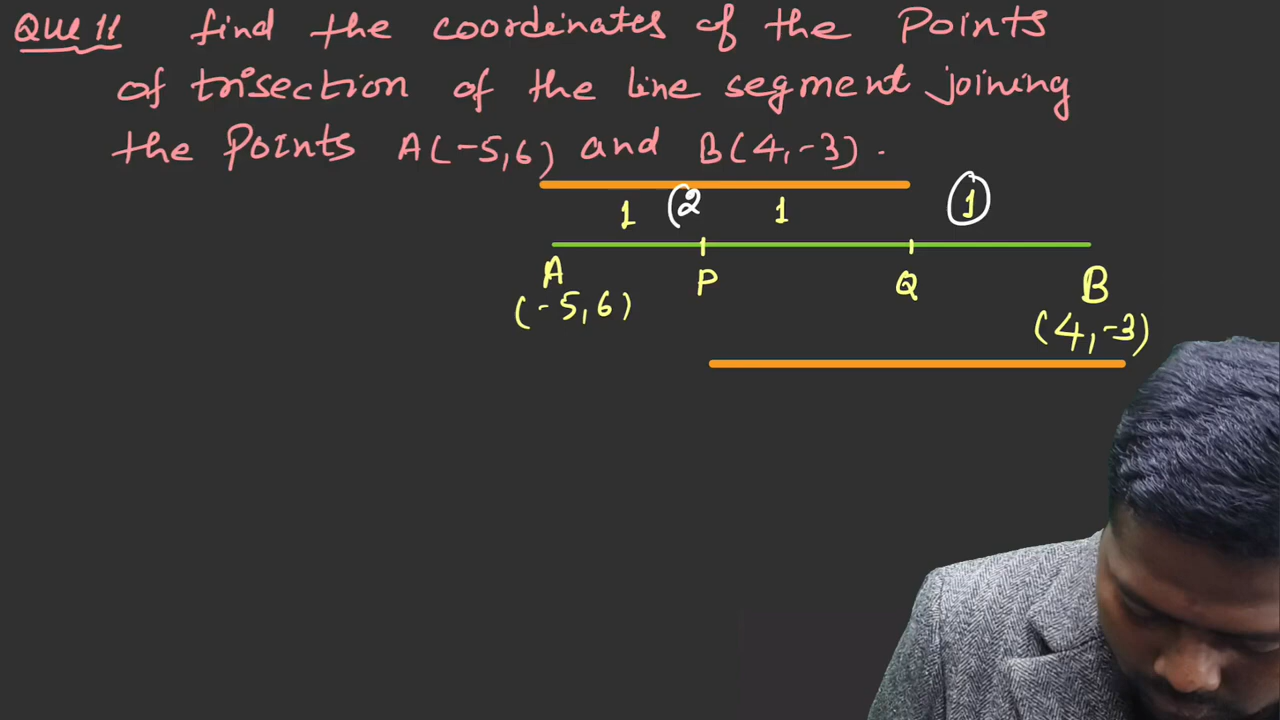 Que 11 find the coordinates of the Points
of trisection of the line segment joining
the Points A(-5,6) and B(4,-3).
1 (2 1 1
A P Q B
(-5,6) (4,-3)